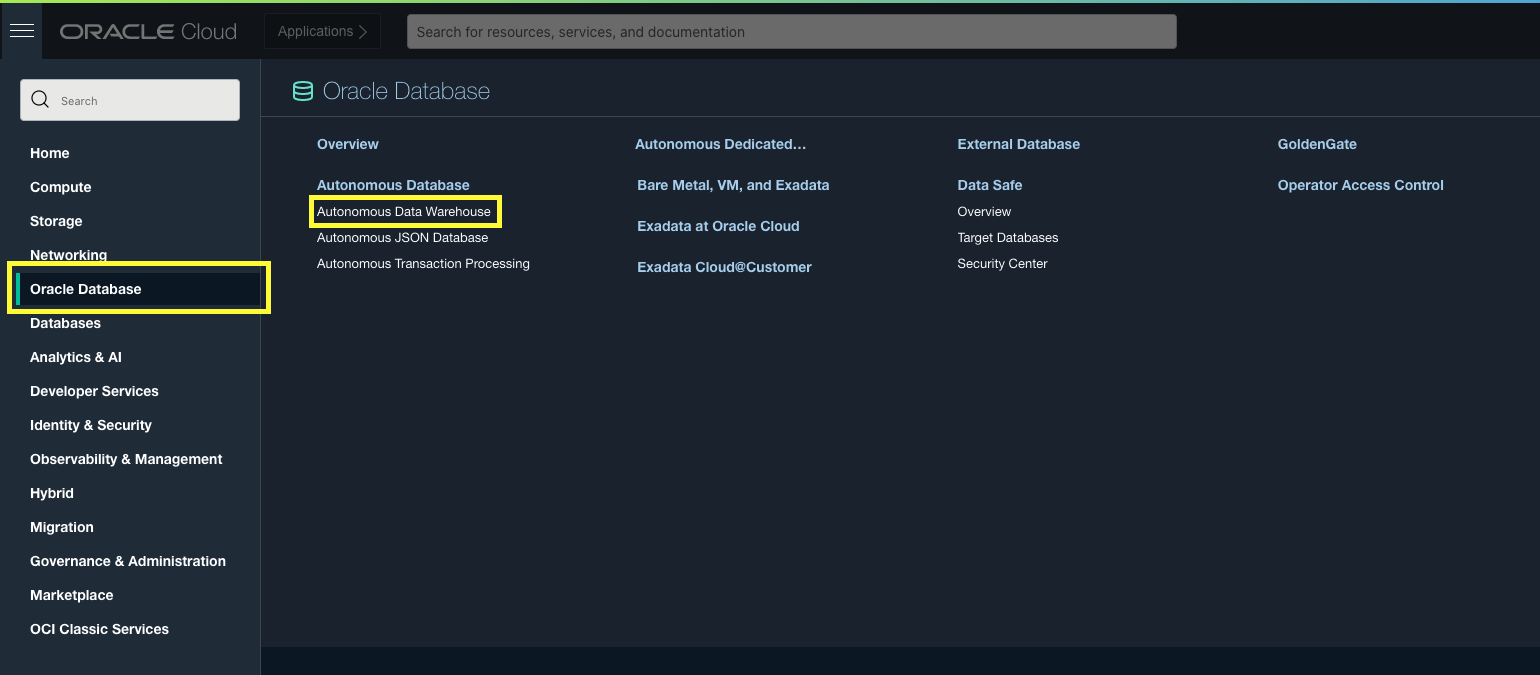 ORACLE Cloud
Applications
Search for resources, services, and documentation
Search
Home
Compute
Storage
Networking
Oracle Database
Databases
Analytics & AI
Developer Services
Identity & Security
Observability & Management
Hybrid
Migration
Governance & Administration
Marketplace
OCI Classic Services
Oracle Database
Overview
Autonomous Database
Autonomous Data Warehouse
Autonomous JSON Database
Autonomous Transaction Processing
Autonomous Dedicated...
Bare Metal, VM, and Exadata
Exadata at Oracle Cloud
Exadata Cloud@Customer
External Database
Data Safe
Overview
Target Databases
Security Center
GoldenGate
Operator Access Control